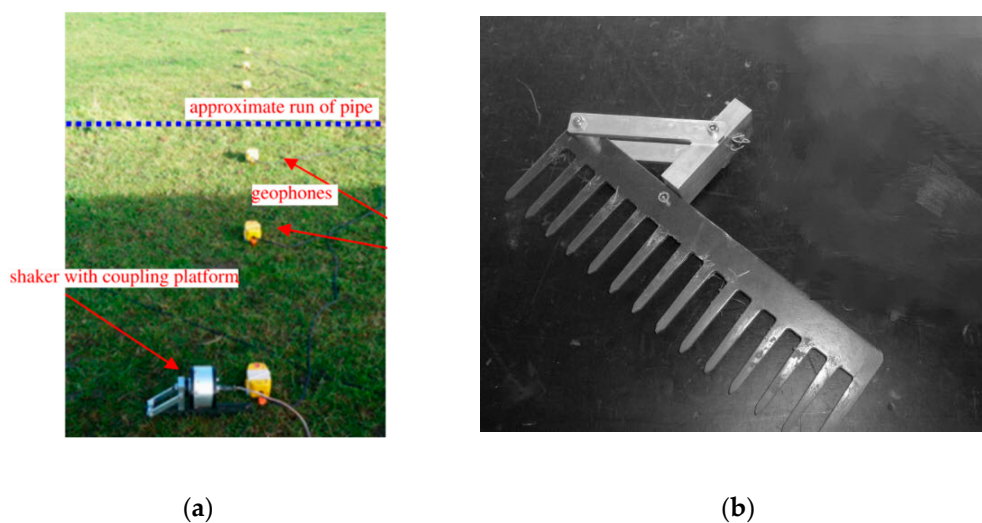 approximate run of pipe
geophones
shaker with coupling platform
(a)
(b)